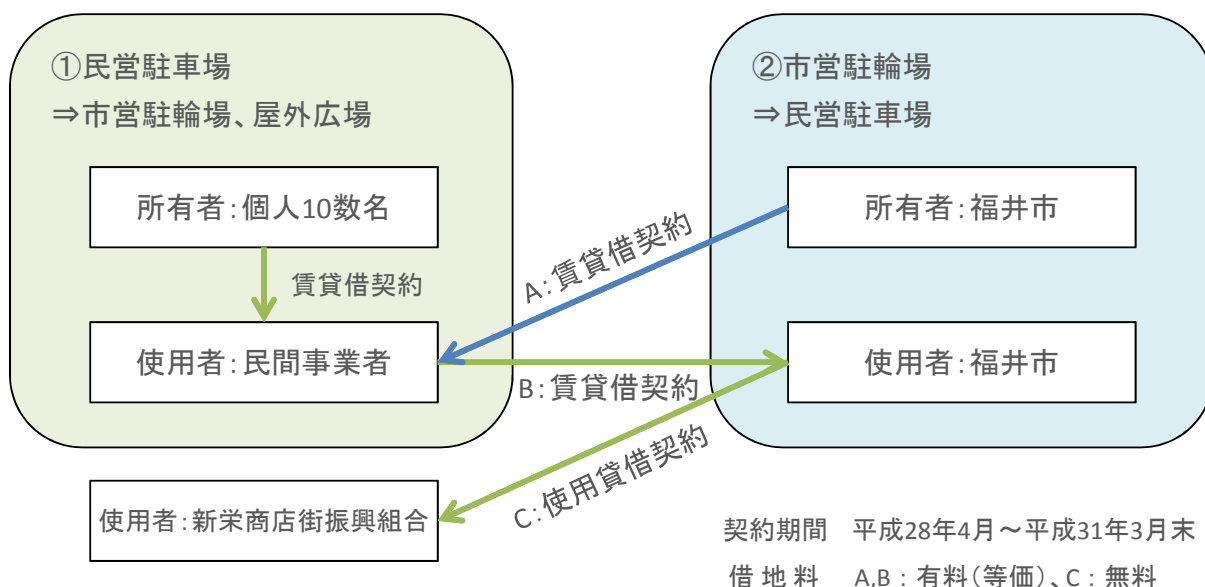 ①民営駐車場
⇒市営駐輪場、屋外広場
所有者：個人10数名
賃貸借契約
使用者：民間事業者
使用者：新栄商店街振興組合
A：賃貸借契約
B：賃貸借契約
C：使用貸借契約
②市営駐輪場
⇒民営駐車場
所有者：福井市
使用者：福井市
契約期間　平成28年4月～平成31年3月末
借 地 料　A,B：有料（等価）、C：無料